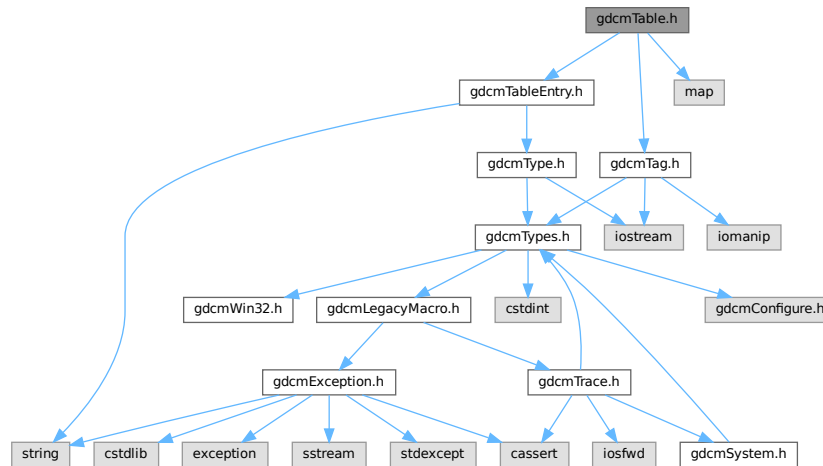 gdcmTable.h
gdcmTableEntry.h
map
gdcmType.h
gdcmTag.h
gdcmTypes.h
iostream
iomanip
gdcmWin32.h
gdcmLegacyMacro.h
cstdint
gdcmConfigure.h
gdcmException.h
gdcmTrace.h
string
cstdlib
exception
sstream
stdexcept
cassert
iosfwd
gdcmSystem.h